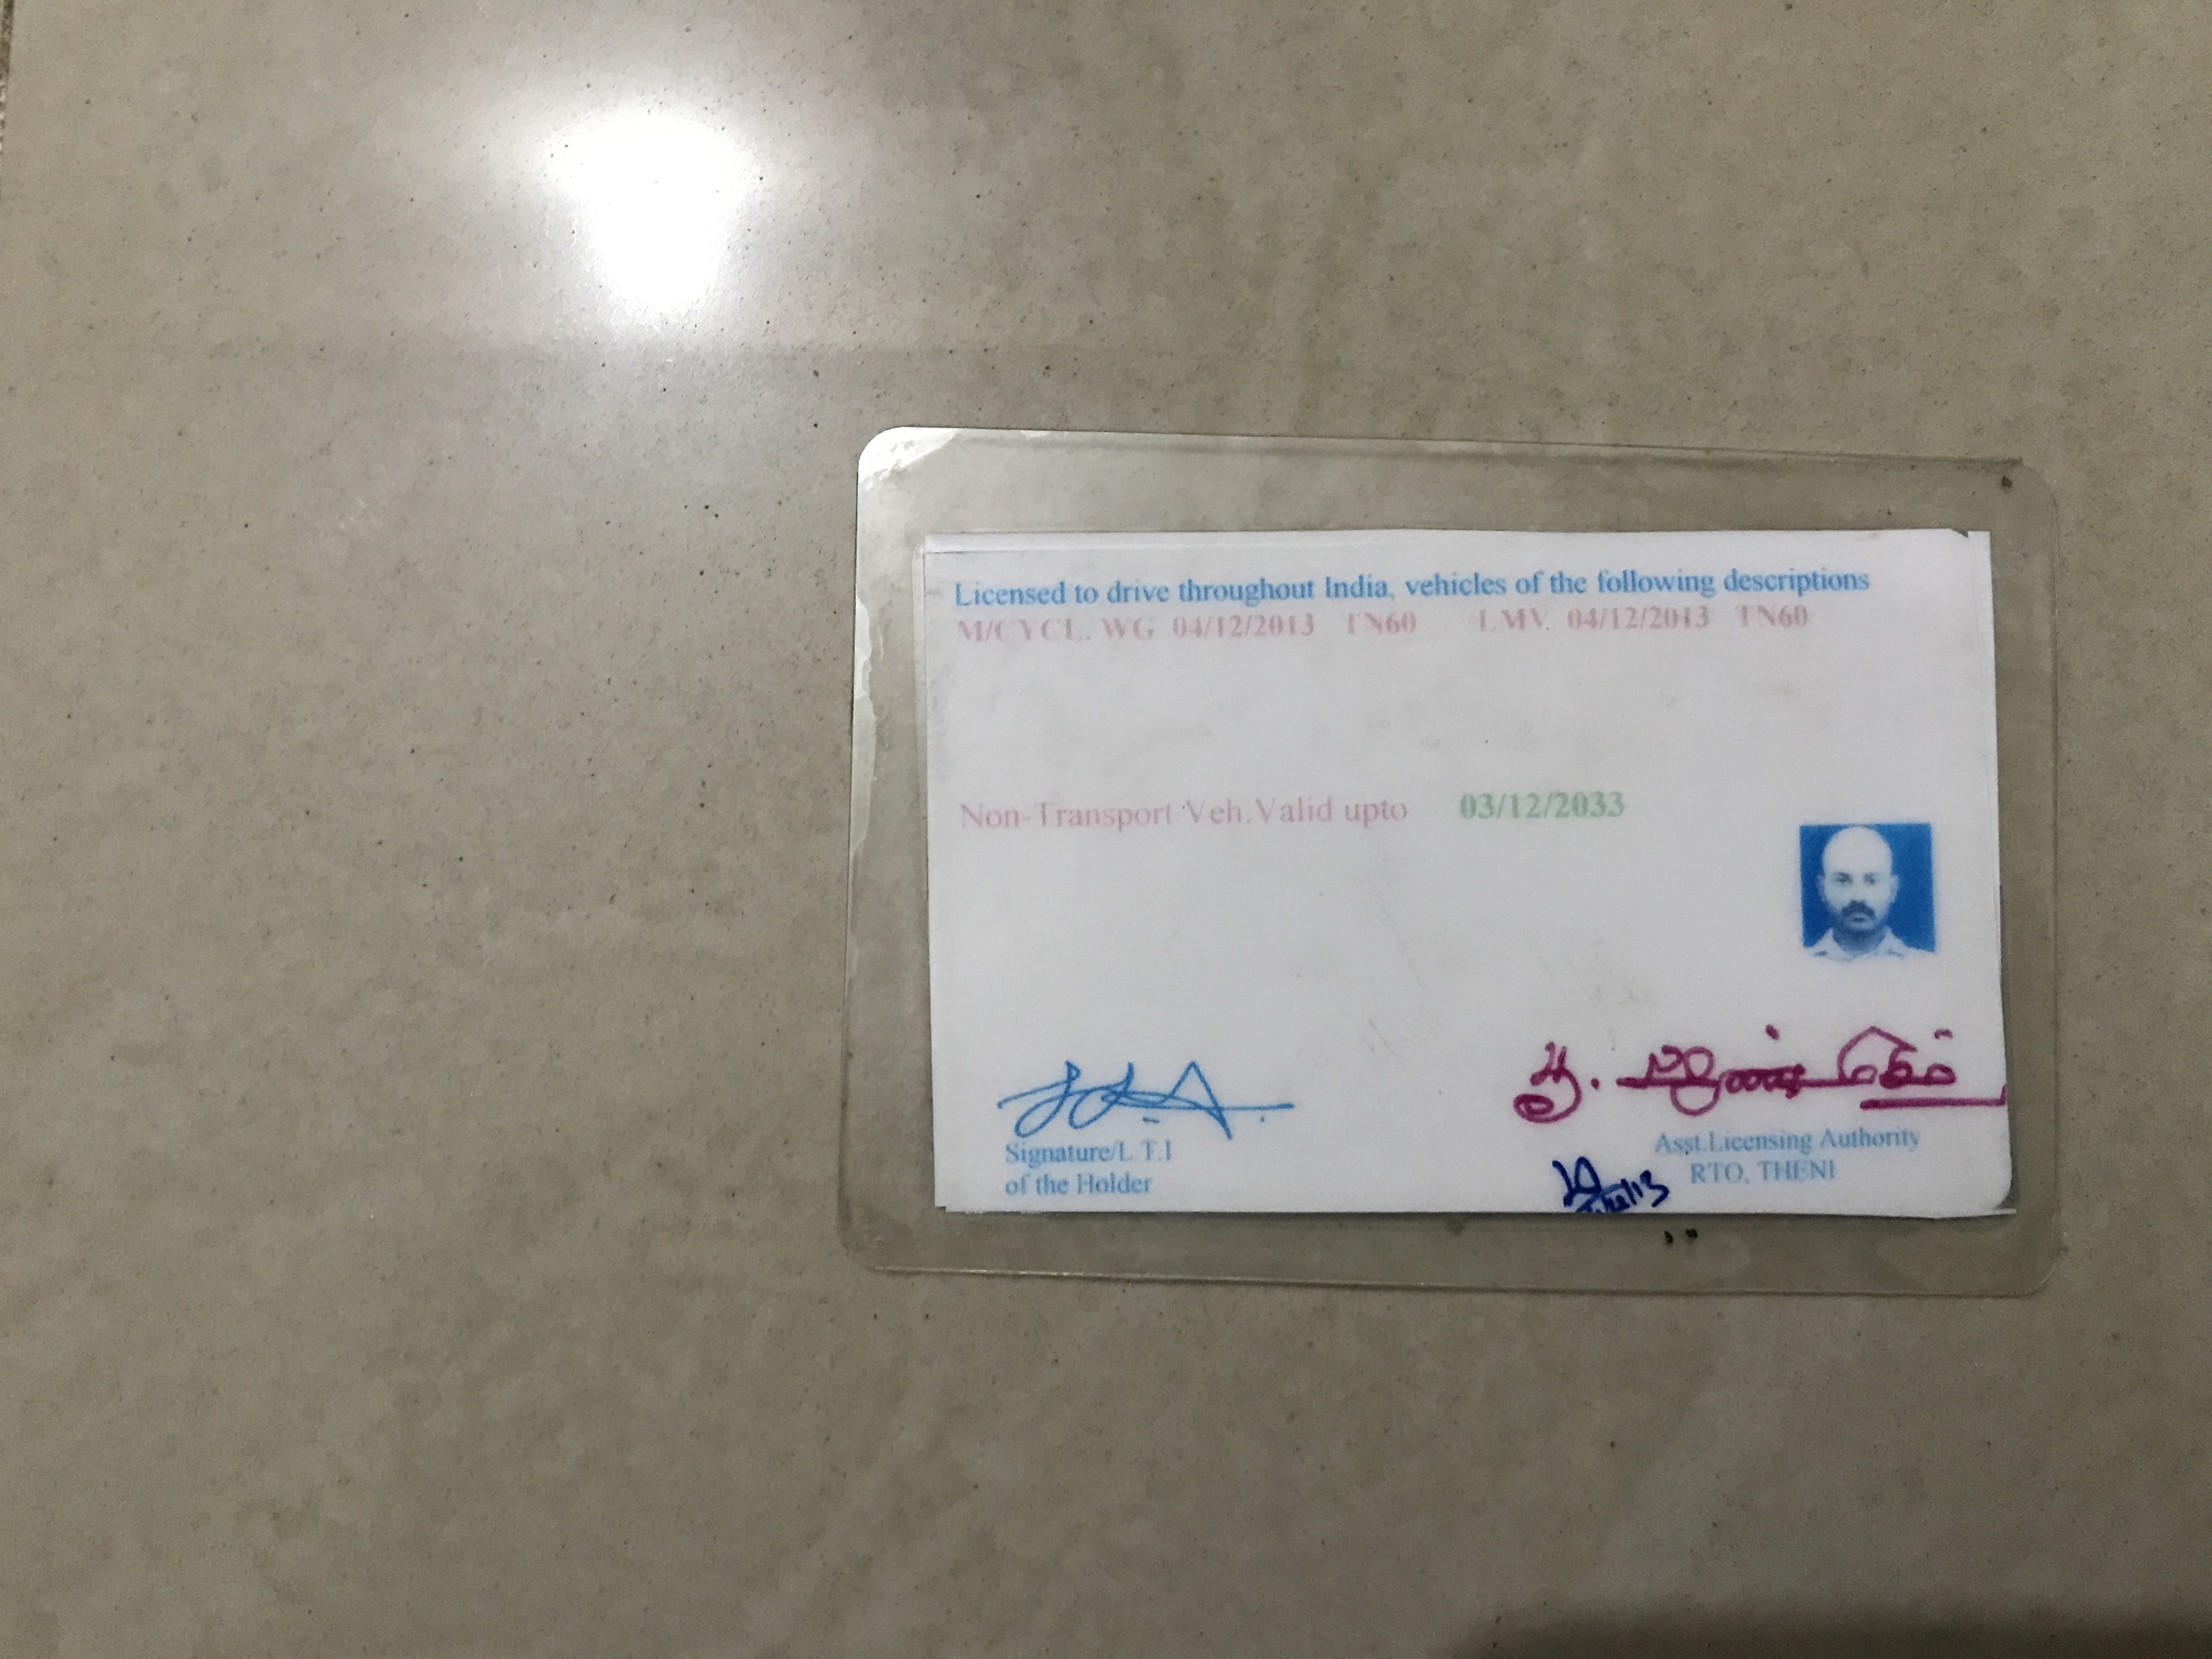 Licensed to drive throughout India, vehicles of the following descriptions
M/CYCL. WG 04/12/2013 TN60 LMV. 04/12/2013 TN60
Non-Transport Veh.Valid upto 03/12/2033
Signature/L.T.I
of the Holder
Asst.Licensing Authority
RTO, THENI